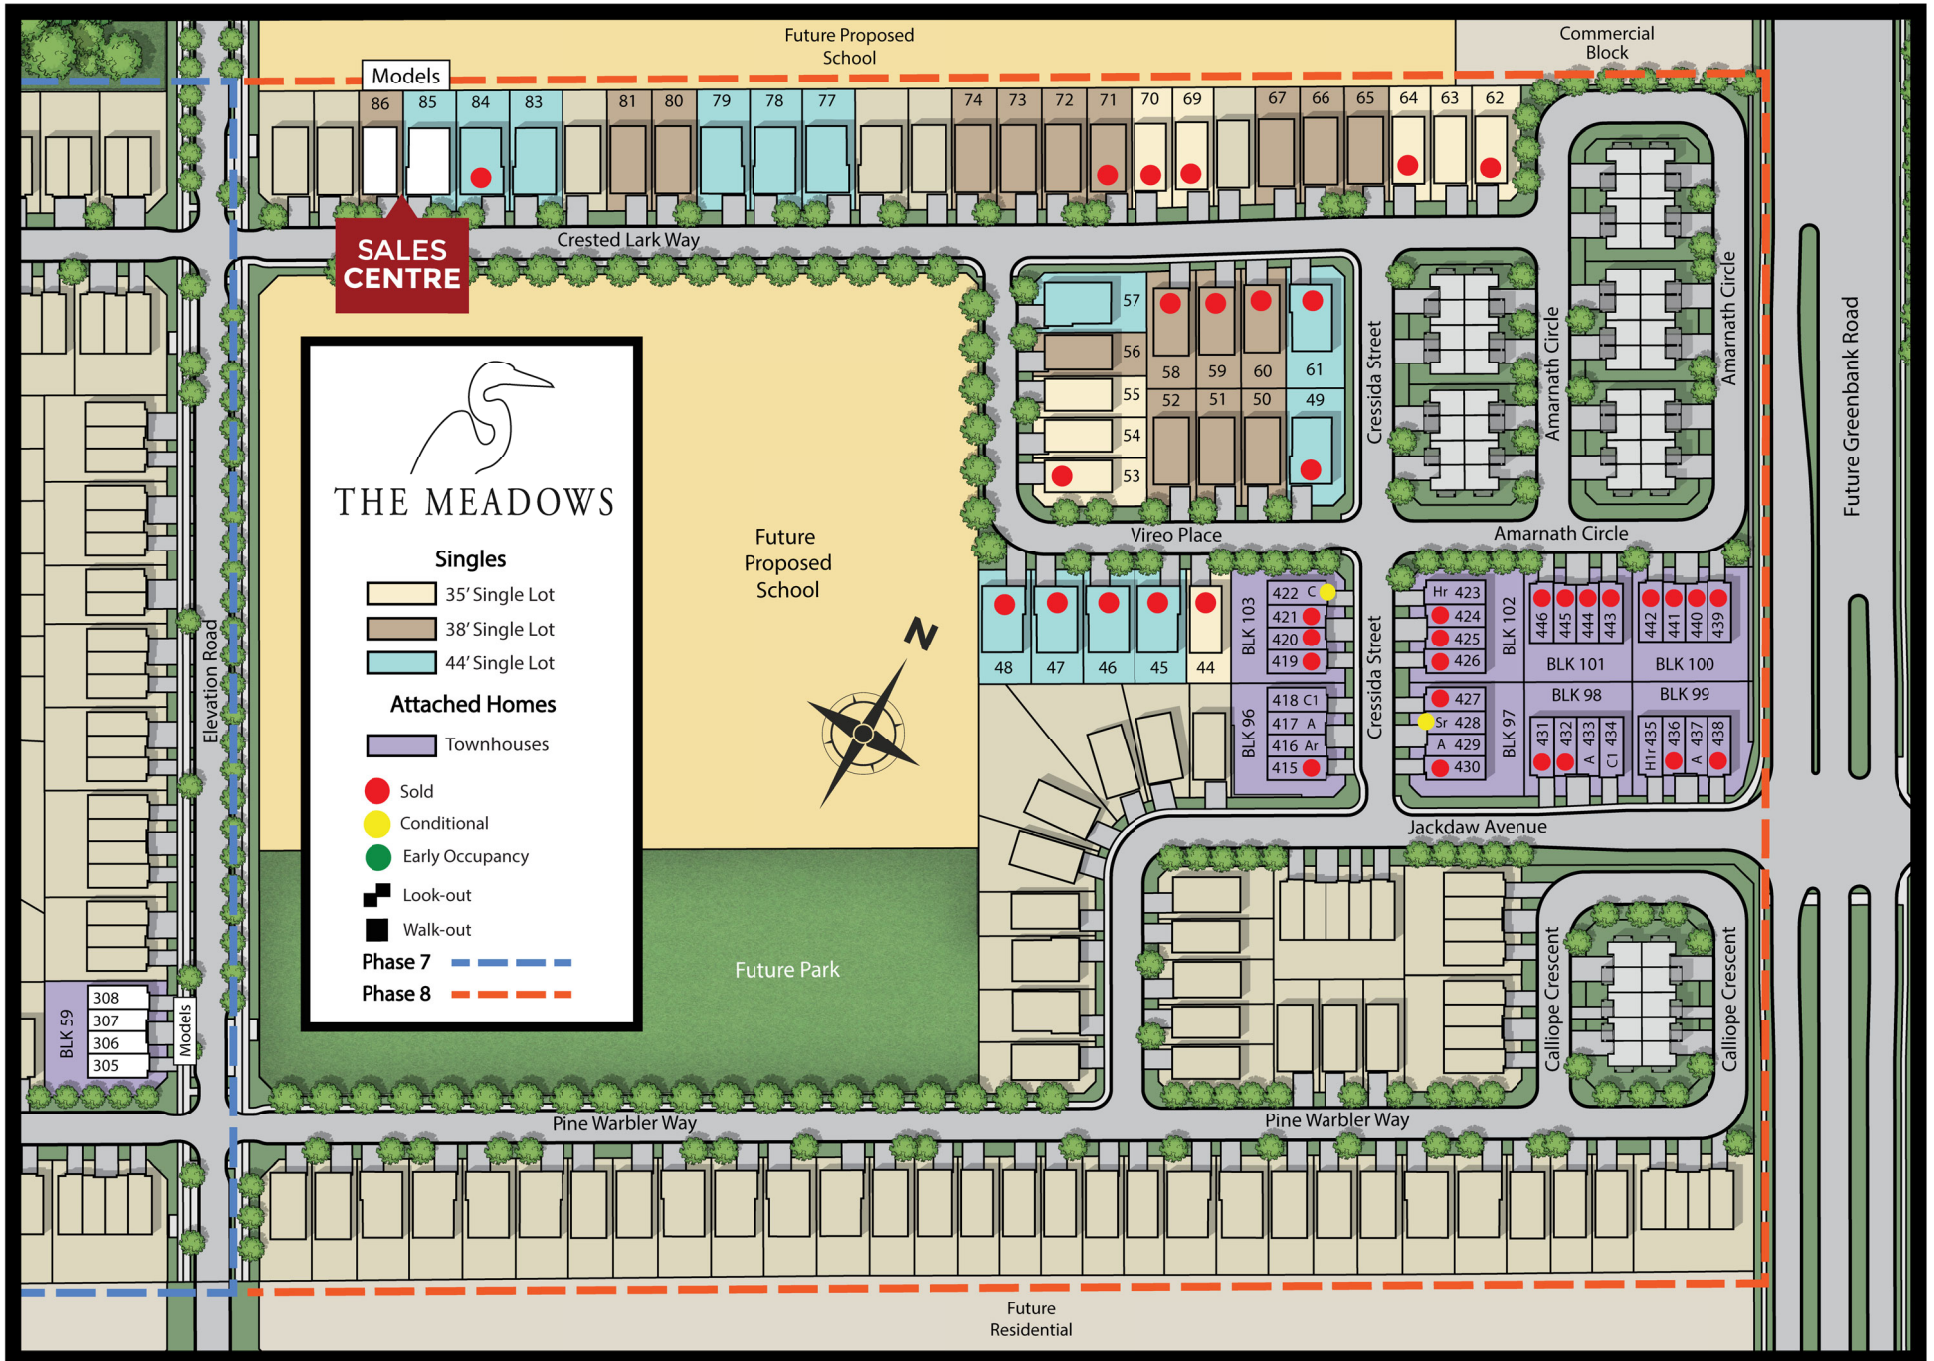 Future Proposed
School
Commercial
Block
Models
86
85
84
83
81
80
79
78
77
74
73
72
71
70
69
67
66
65
64
63
62
SALES
CENTRE
Crested Lark Way
57
56
55
54
53
58
59
60
61
52
51
50
49
Cressida Street
Amarnath Circle
Amarnath Circle
Future Greenbank Road
Vireo Place
Amarnath Circle
THE MEADOWS
Singles
35' Single Lot
38' Single Lot
44' Single Lot
Attached Homes
Townhouses
Sold
Conditional
Early Occupancy
Look-out
Walk-out
Phase 7
Phase 8
Future
Proposed
School
N
Elevation Road
48
47
46
45
44
BLK 103
422 C
421
420
419
BLK 96
418 C1
417 A
416 Ar
415
Cressida Street
Hr 423
424
425
426
BLK 102
427
Sr 428
A 429
430
BLK 97
446
445
444
443
BLK 101
442
441
440
439
BLK 100
BLK 98
431
432
A 433
C1 434
BLK 99
H1r 435
436
A 437
438
Jackdaw Avenue
Future Park
Calliope Crescent
Calliope Crescent
BLK 59
308
307
306
305
Models
Pine Warbler Way
Pine Warbler Way
Future
Residential